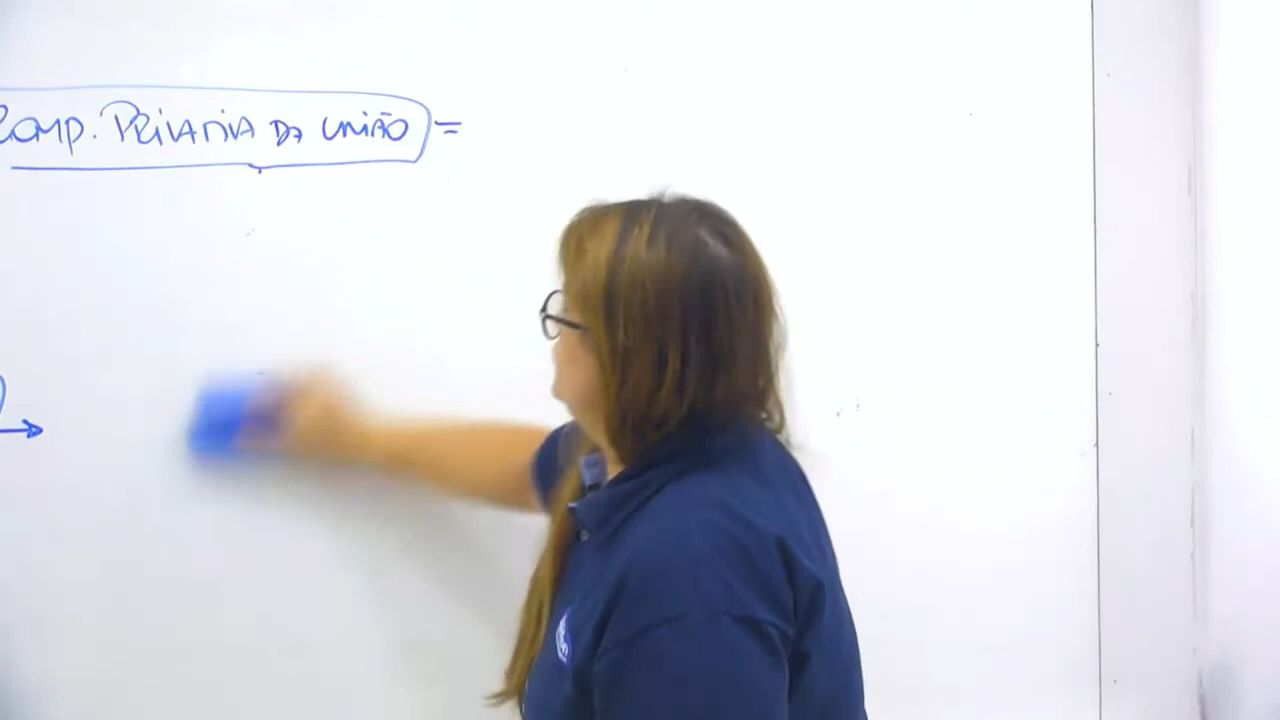 COMP. PRIVATIVA DA UNIÃO =